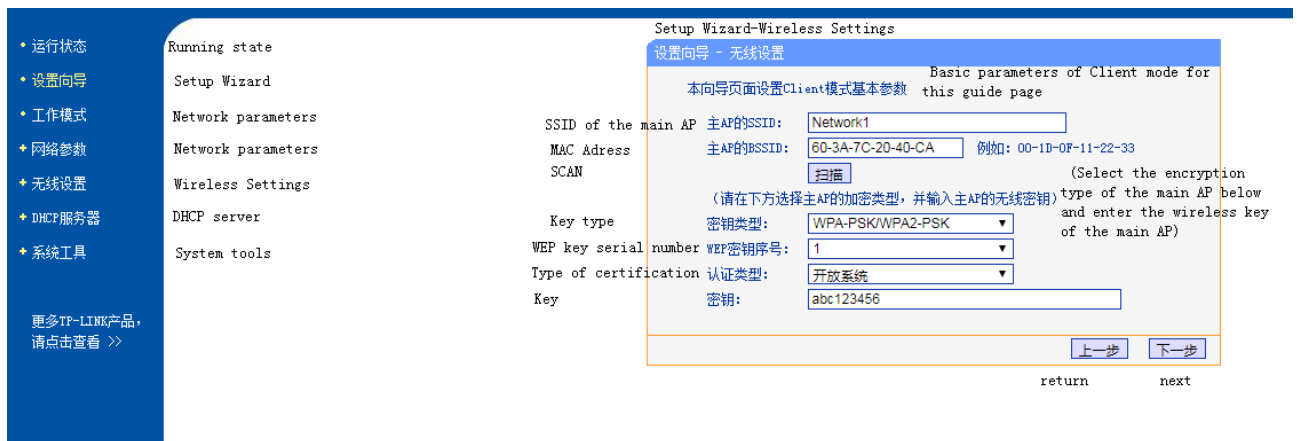 Setup Wizard-Wireless Settings
运行状态
Running state
设置向导 - 无线设置
设置向导
Setup Wizard
Basic parameters of Client mode for
this guide page
本向导页面设置Client模式基本参数
工作模式
Network parameters
SSID of the main AP 主AP的SSID: Network1
网络参数
Network parameters
MAC Adress 主AP的BSSID: 60-3A-7C-20-40-CA 例如: 00-1D-0F-11-22-33
SCAN 扫描
无线设置
Wireless Settings
(请在下方选择主AP的加密类型，并输入主AP的无线密钥)
(Select the encryption
type of the main AP below
and enter the wireless key
of the main AP)
DHCP服务器
DHCP server
Key type 密钥类型: WPA-PSK/WPA2-PSK
系统工具
System tools
WEP key serial number WEP密钥序号: 1
Type of certification 认证类型: 开放系统
Key 密钥: abc123456
更多TP-LINK产品，
请点击查看 >>
上一步 下一步
return next